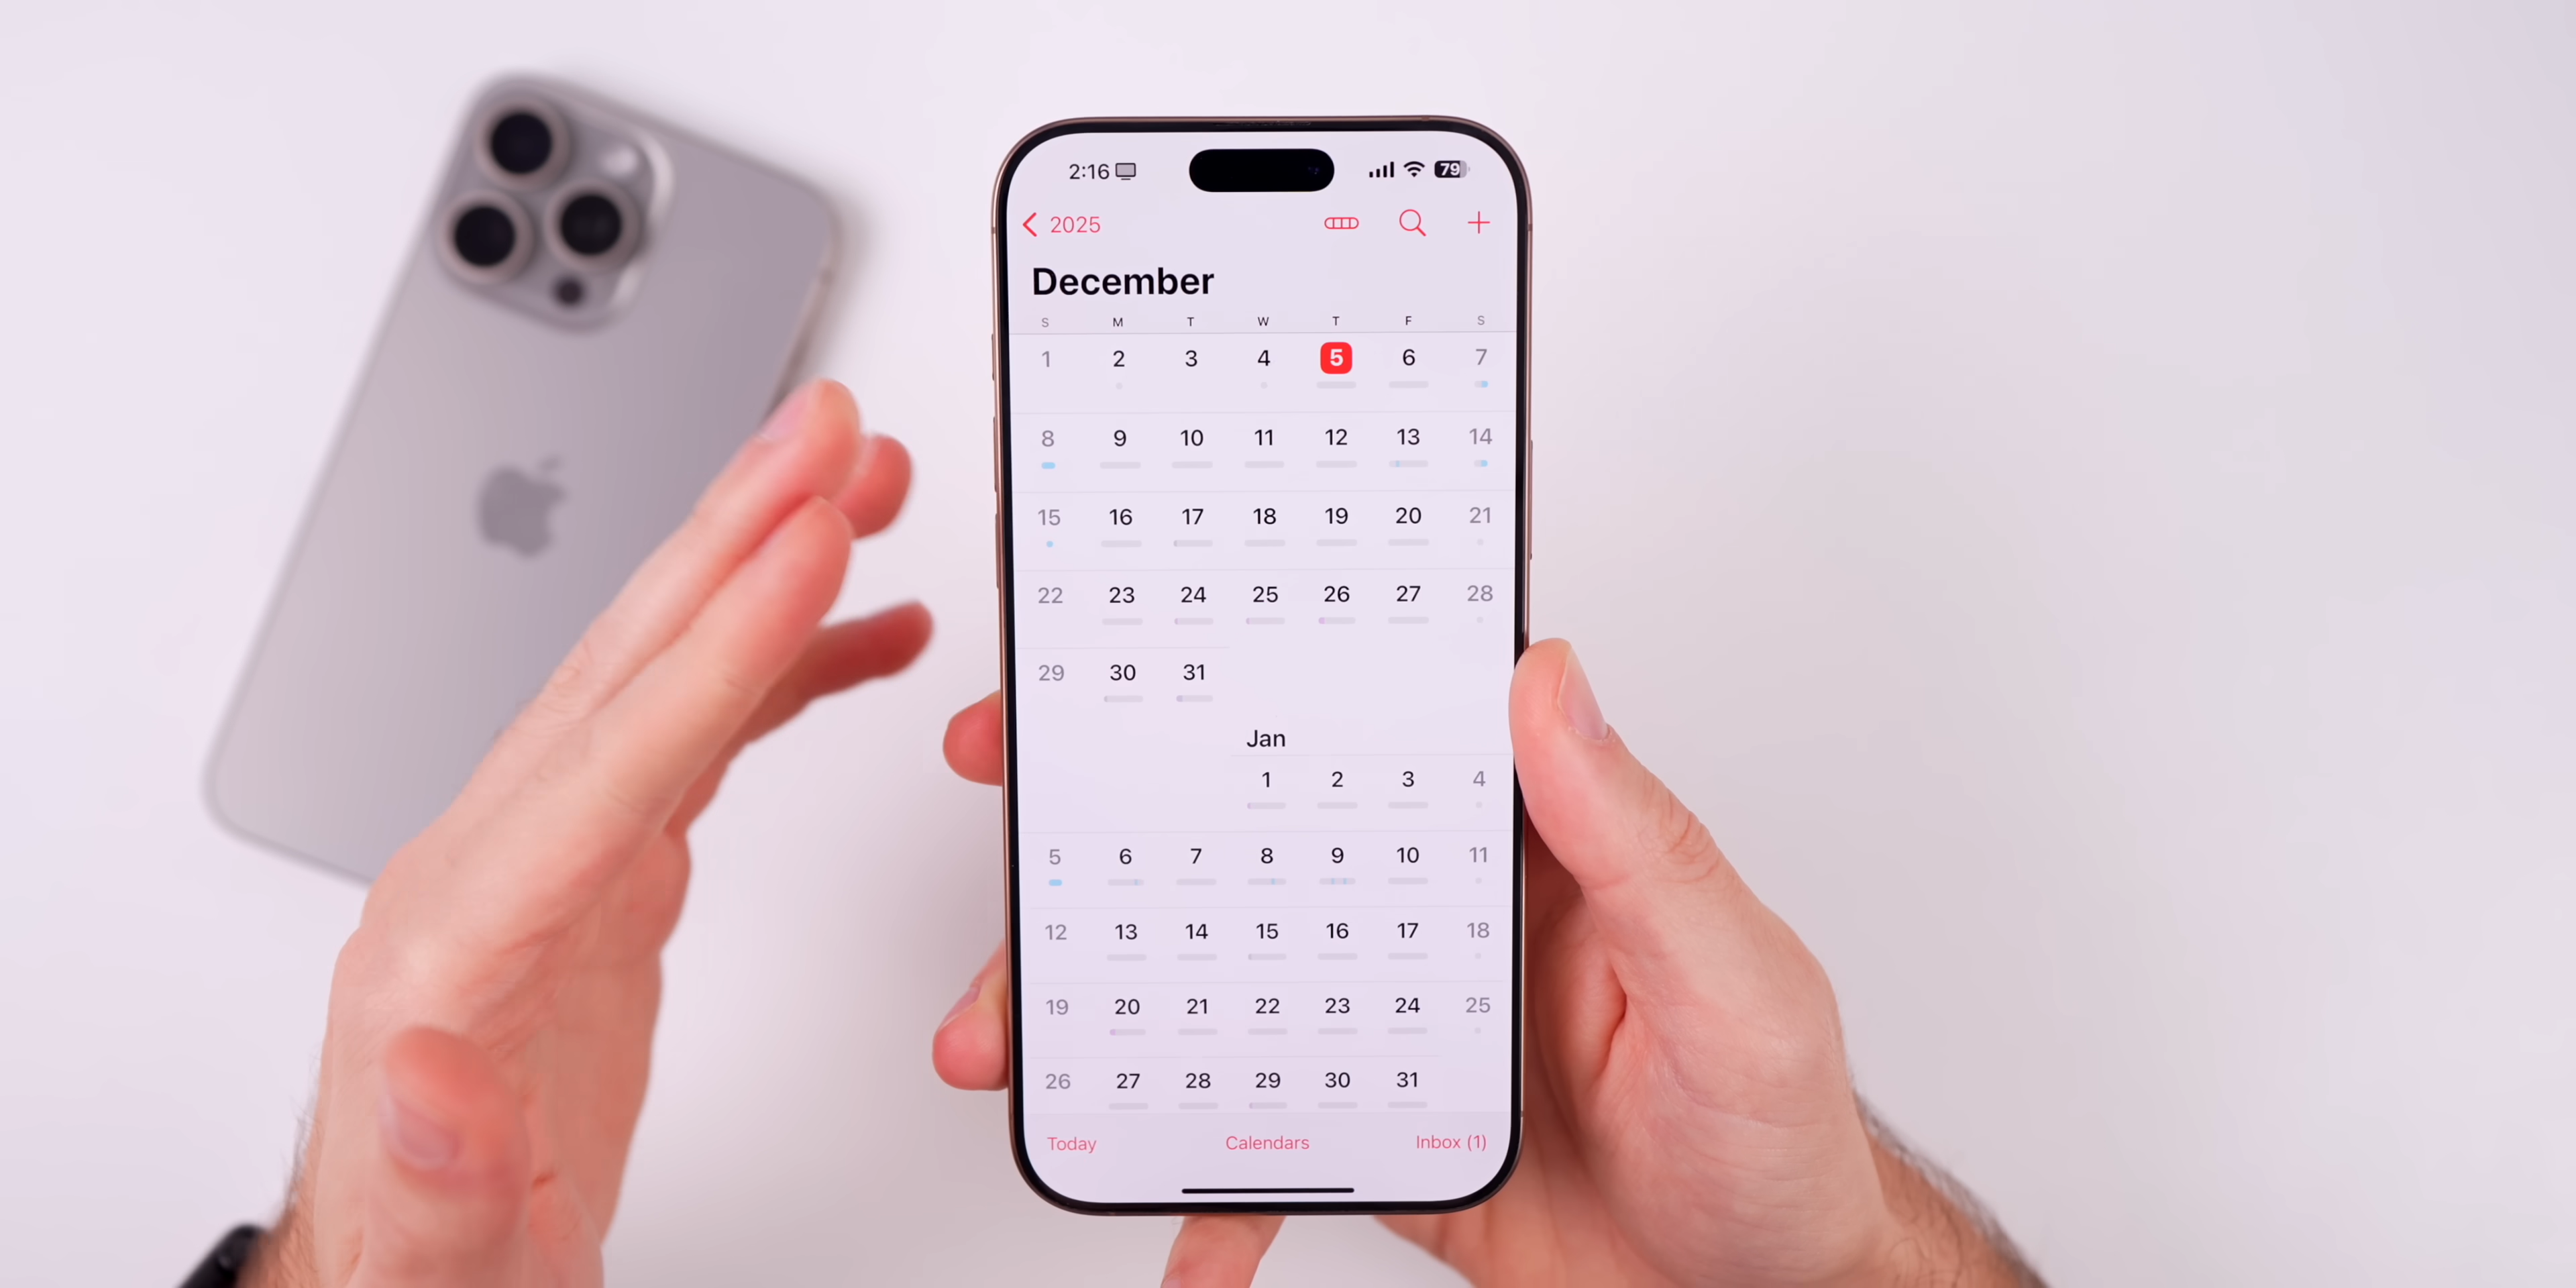 2:16 79
2025
December
S M T W T F S
1 2 3 4 5 6 7
8 9 10 11 12 13 14
15 16 17 18 19 20 21
22 23 24 25 26 27 28
29 30 31
Jan
1 2 3 4
5 6 7 8 9 10 11
12 13 14 15 16 17 18
19 20 21 22 23 24 25
26 27 28 29 30 31
Today Calendars Inbox (1)